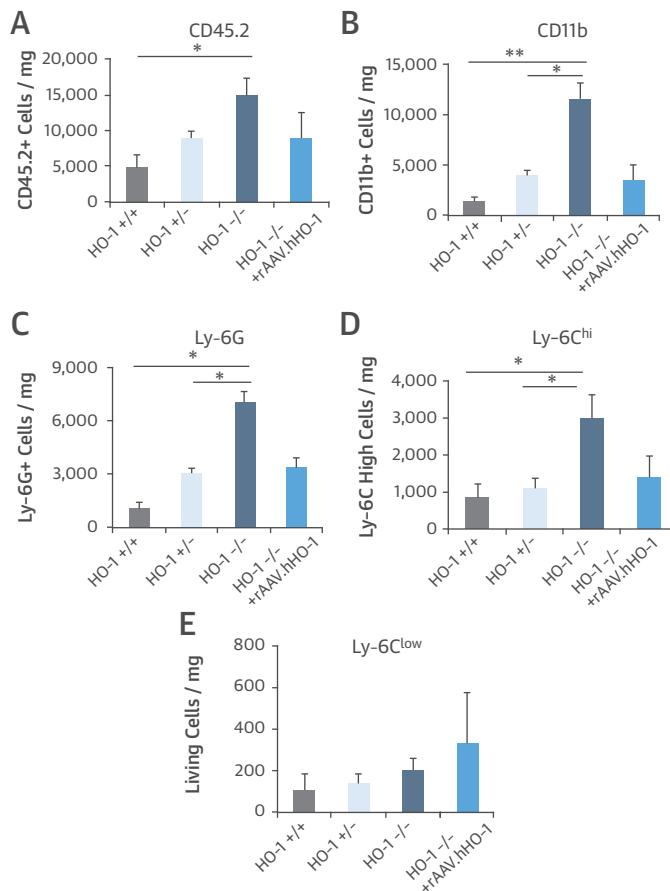 A
CD45.2
CD45.2+ Cells / mg
20,000
15,000
10,000
5,000
0
*
HO-1 +/+
HO-1 +/-
HO-1 -/-
HO-1 -/-
+rAAV.hHO-1
B
CD11b
CD11b+ Cells / mg
15,000
10,000
5,000
0
**
*
HO-1 +/+
HO-1 +/-
HO-1 -/-
HO-1 -/-
+rAAV.hHO-1
C
Ly-6G
Ly-6G+ Cells / mg
9,000
6,000
3,000
0
*
*
HO-1 +/+
HO-1 +/-
HO-1 -/-
HO-1 -/-
+rAAV.hHO-1
D
Ly-6Chi
Ly-6C High Cells / mg
4,000
3,000
2,000
1,000
0
*
*
HO-1 +/+
HO-1 +/-
HO-1 -/-
HO-1 -/-
+rAAV.hHO-1
E
Ly-6Clow
Living Cells / mg
800
600
400
200
0
HO-1 +/+
HO-1 +/-
HO-1 -/-
HO-1 -/-
+rAAV.hHO-1